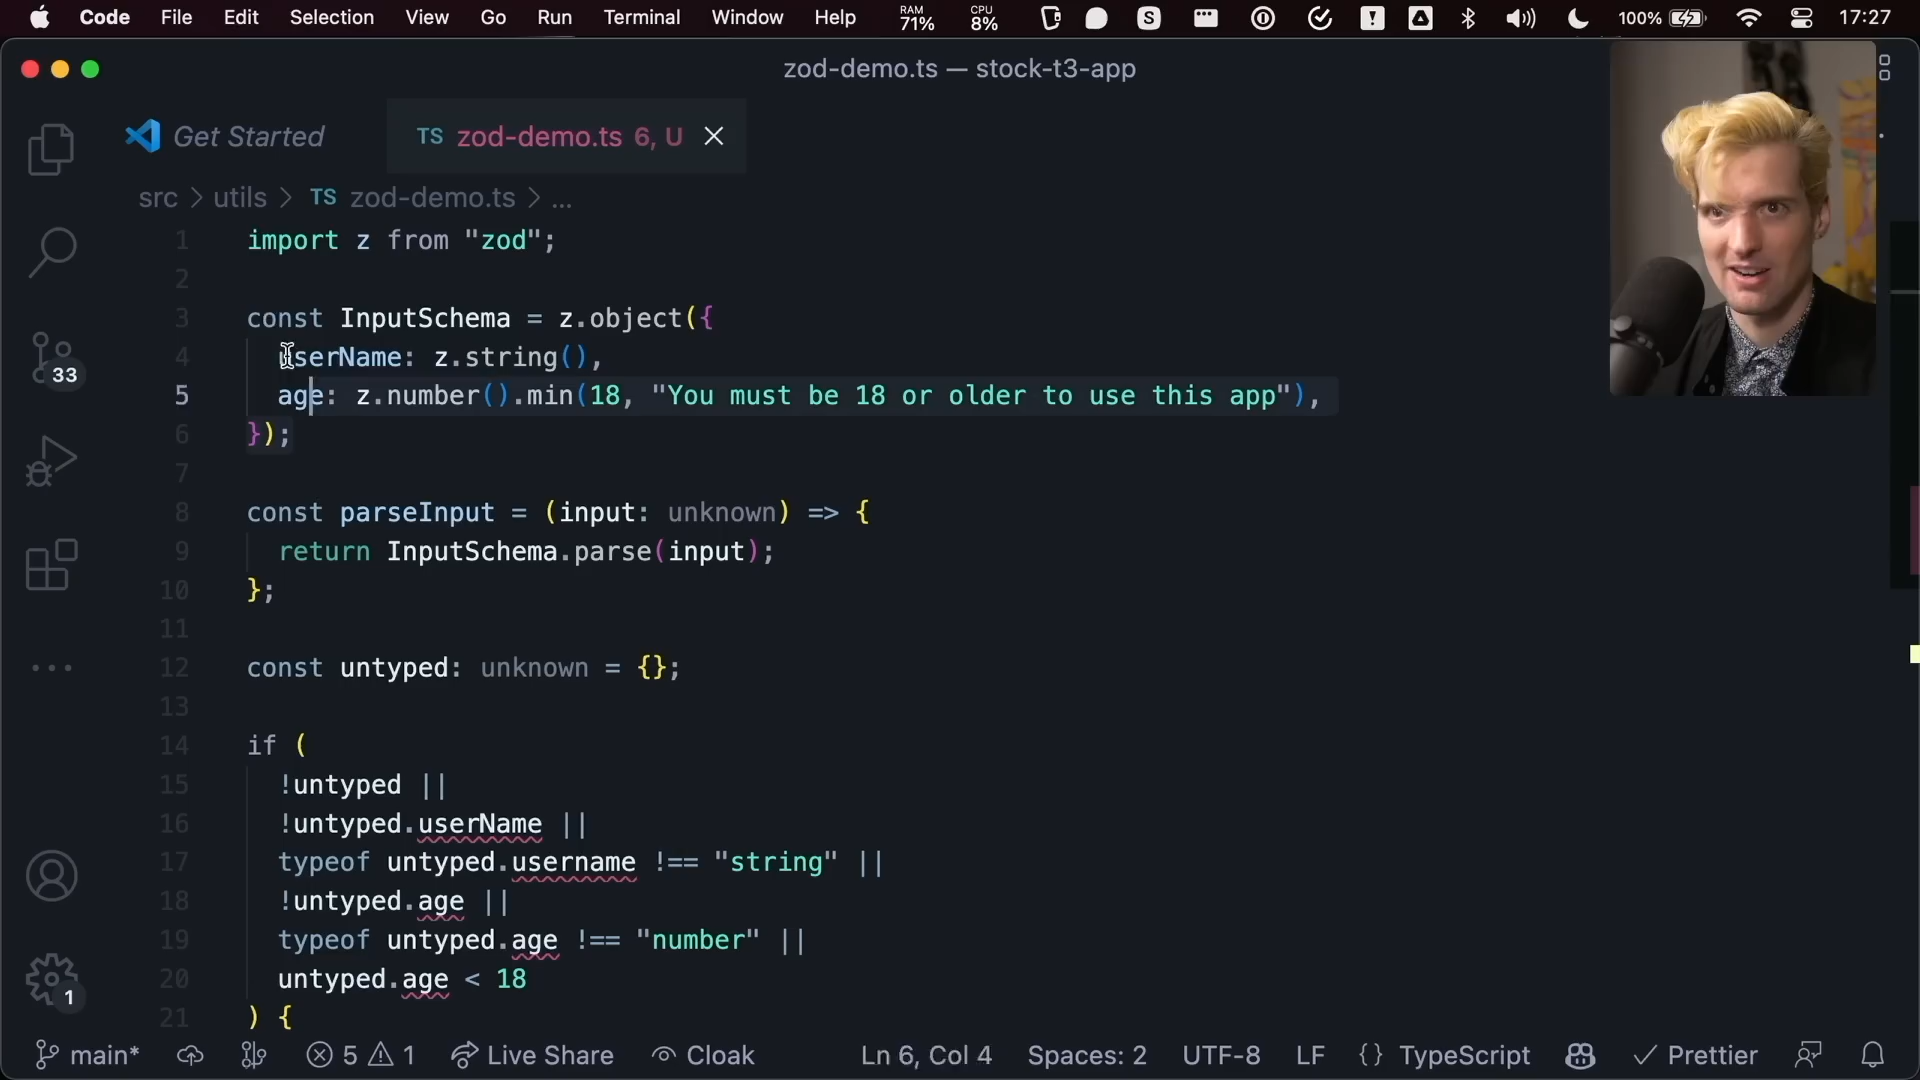 Code File Edit Selection View Go Run Terminal Window Help RAM 71% CPU 8% S 100% 17:27
zod-demo.ts — stock-t3-app
Get Started TS zod-demo.ts 6, U
src > utils > TS zod-demo.ts > ...
1 import z from "zod";
2
3 const InputSchema = z.object({
4 userName: z.string(),
5 age: z.number().min(18, "You must be 18 or older to use this app"),
6 });
7
8 const parseInput = (input: unknown) => {
9 return InputSchema.parse(input);
10 };
11
12 const untyped: unknown = {};
13
14 if (
15 !untyped ||
16 !untyped.userName ||
17 typeof untyped.username !== "string" ||
18 !untyped.age ||
19 typeof untyped.age !== "number" ||
20 untyped.age < 18
21 ) {
33
1
main* 5 1 Live Share Cloak Ln 6, Col 4 Spaces: 2 UTF-8 LF {} TypeScript Prettier